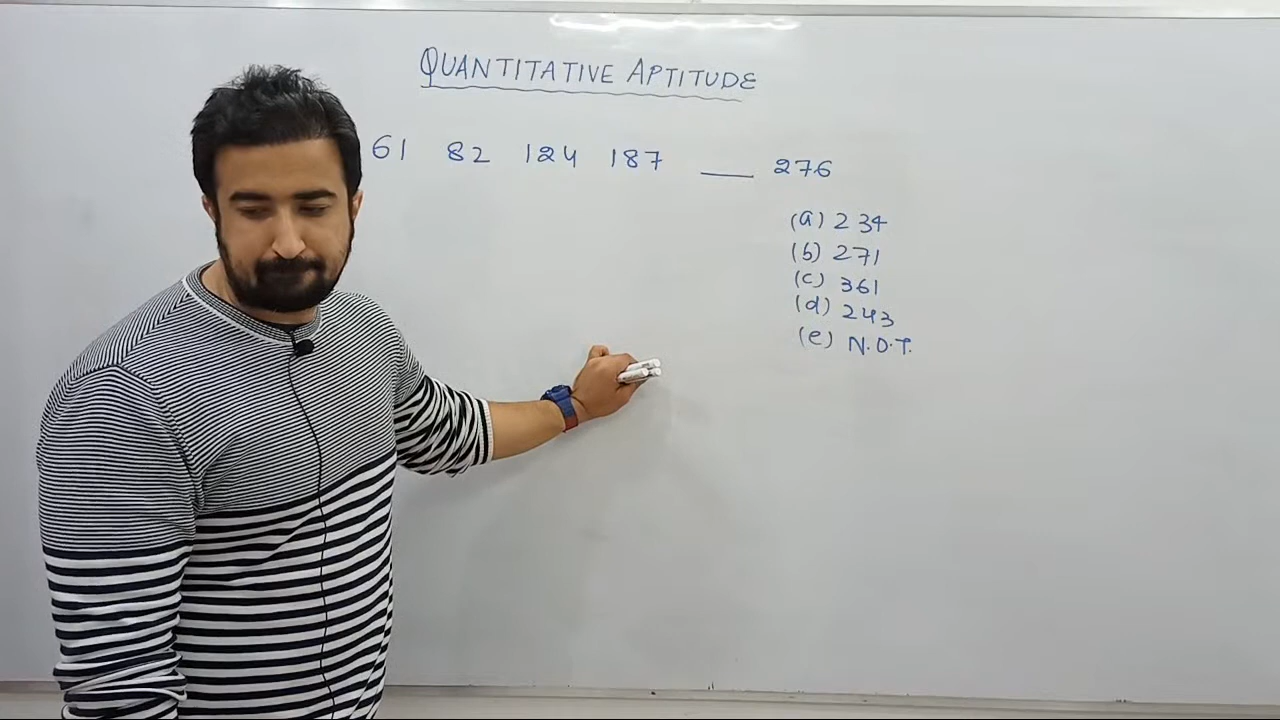 QUANTITATIVE APTITUDE
61 82 124 187 ___ 276
(a) 234
(b) 271
(c) 361
(d) 243
(e) N.O.T.